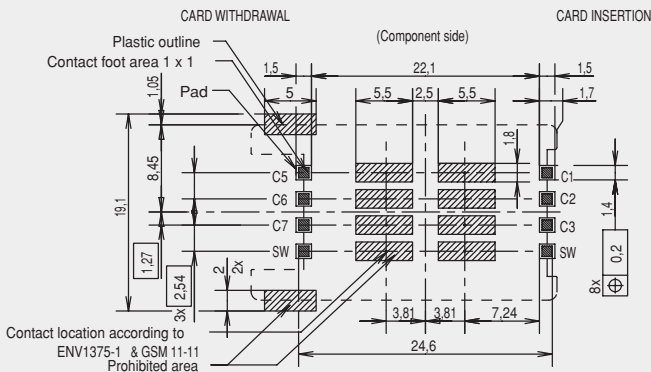 CARD WITHDRAWAL
CARD INSERTION
(Component side)
Plastic outline
Contact foot area 1 x 1
Pad
1,5
22,1
1,5
5
5,5
2,5
5,5
1,7
1,05
8,45
19,1
1,27
3x 2,54
2
2x
1,8
C5
C1
C6
C2
C7
C3
SW
SW
1,4
8x ⌖ 0,2
3,81
3,81
7,24
24,6
Contact location according to
ENV1375-1 & GSM 11-11
Prohibited area